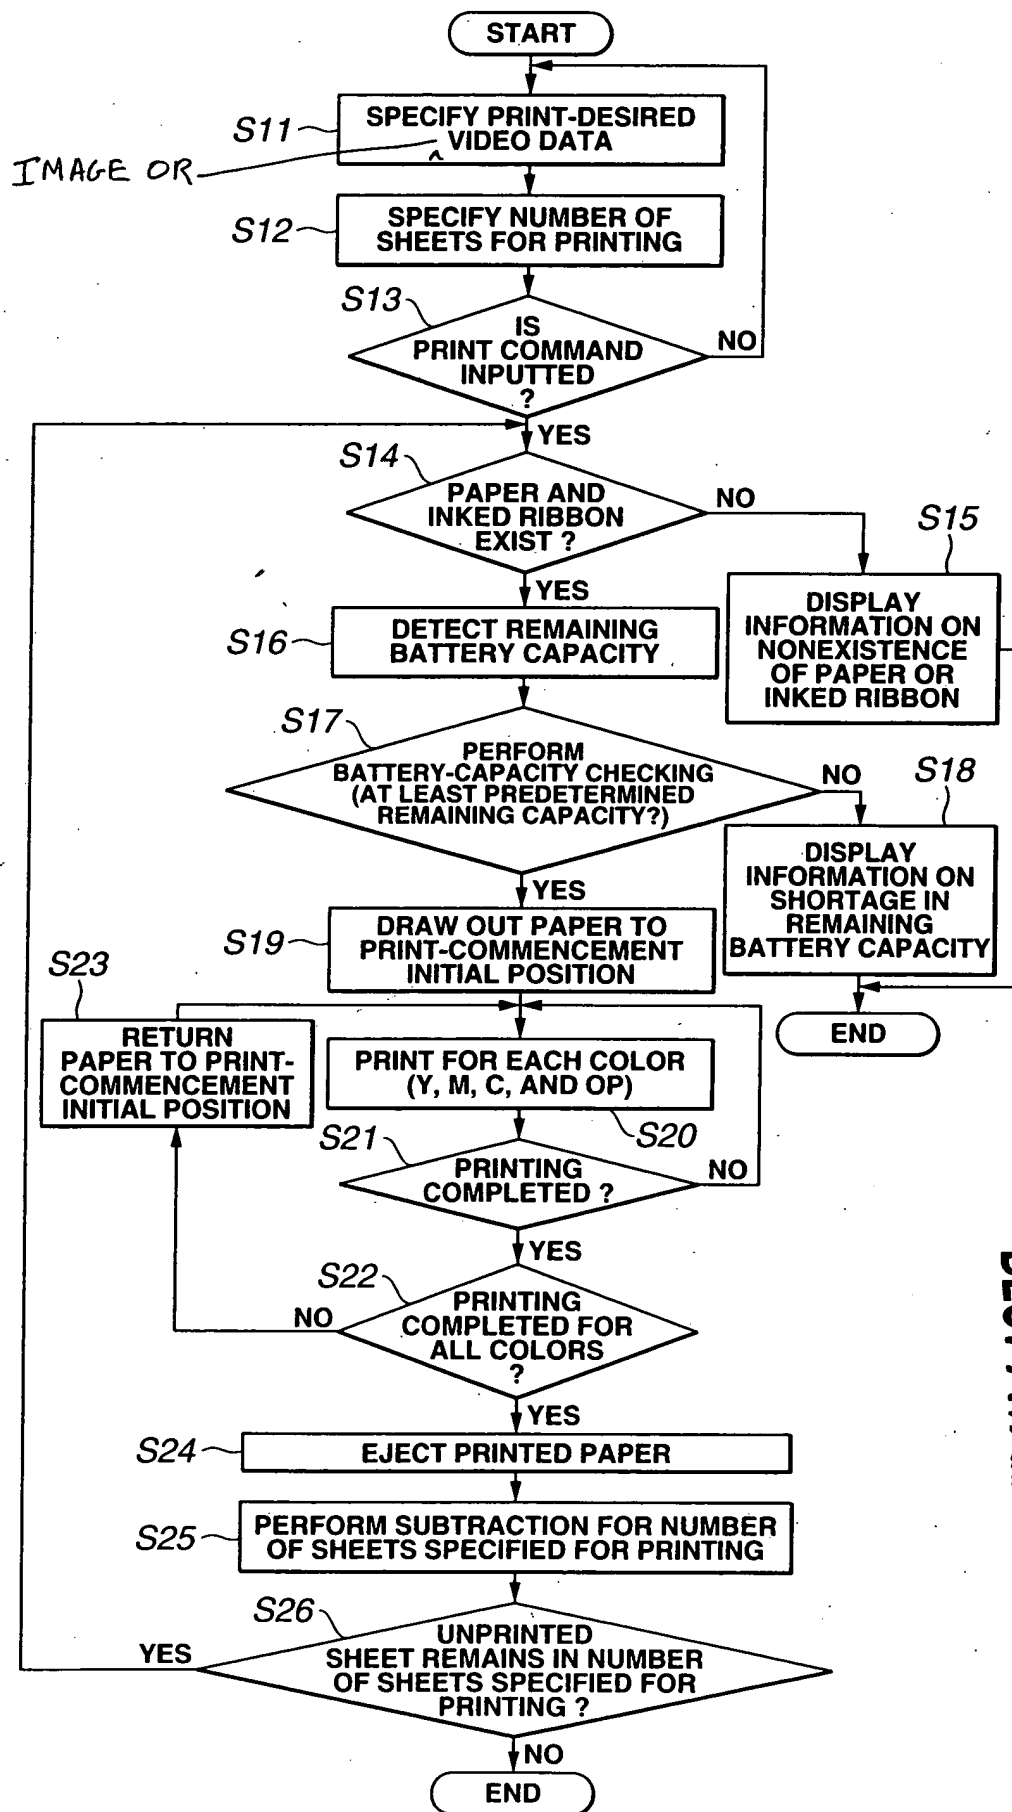 START
S11
SPECIFY PRINT-DESIRED
VIDEO DATA
IMAGE OR
^
S12
SPECIFY NUMBER OF
SHEETS FOR PRINTING
S13
IS
PRINT COMMAND
INPUTTED
?
NO
YES
S14
PAPER AND
INKED RIBBON
EXIST ?
NO
S15
YES
DISPLAY
INFORMATION ON
NONEXISTENCE
OF PAPER OR
INKED RIBBON
S16
DETECT REMAINING
BATTERY CAPACITY
S17
PERFORM
BATTERY-CAPACITY CHECKING
(AT LEAST PREDETERMINED
REMAINING CAPACITY?)
NO
S18
YES
DISPLAY
INFORMATION ON
SHORTAGE IN
REMAINING
BATTERY CAPACITY
S19
DRAW OUT PAPER TO
PRINT-COMMENCEMENT
INITIAL POSITION
END
S23
RETURN
PAPER TO PRINT-
COMMENCEMENT
INITIAL POSITION
PRINT FOR EACH COLOR
(Y, M, C, AND OP)
S20
S21
PRINTING
COMPLETED ?
NO
YES
S22
PRINTING
COMPLETED FOR
ALL COLORS
?
NO
YES
S24
EJECT PRINTED PAPER
S25
PERFORM SUBTRACTION FOR NUMBER
OF SHEETS SPECIFIED FOR PRINTING
S26
UNPRINTED
SHEET REMAINS IN NUMBER
OF SHEETS SPECIFIED FOR
PRINTING ?
YES
NO
END